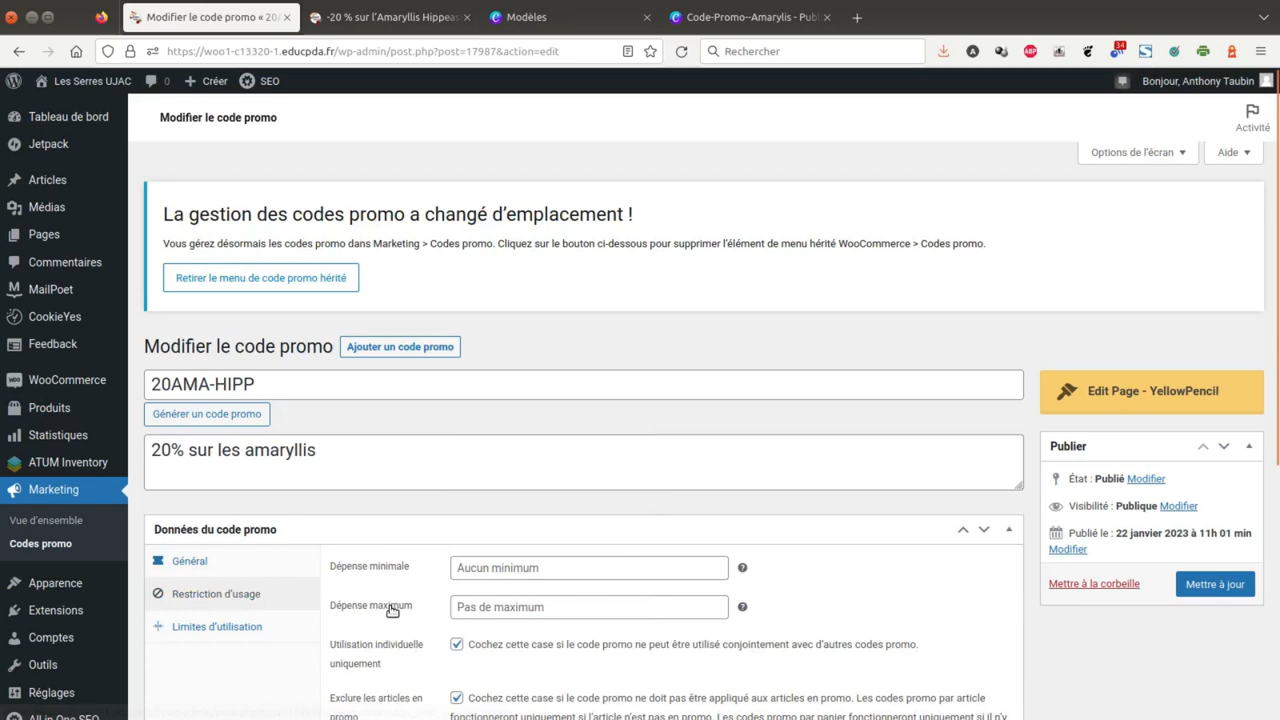 Modifier le code promo « 20A
-20 % sur l'Amaryllis Hippeas
Modèles
Code-Promo--Amarylis - Publ
https://woo1-c13320-1.educpda.fr/wp-admin/post.php?post=17987&action=edit
Rechercher
34
ABP
Les Serres UJAC
0
Créer
SEO
Bonjour, Anthony Taubin
Tableau de bord
Jetpack
Articles
Médias
Pages
Commentaires
MailPoet
CookieYes
Feedback
WooCommerce
Produits
Statistiques
ATUM Inventory
Marketing
Vue d'ensemble
Codes promo
Apparence
Extensions
Comptes
Outils
Réglages
All in One SEO
Modifier le code promo
Activité
Options de l'écran
Aide
La gestion des codes promo a changé d'emplacement !
Vous gérez désormais les codes promo dans Marketing > Codes promo. Cliquez sur le bouton ci-dessous pour supprimer l'élément de menu hérité WooCommerce > Codes promo.
Retirer le menu de code promo hérité
Modifier le code promo
Ajouter un code promo
20AMA-HIPP
Générer un code promo
20% sur les amaryllis
Données du code promo
Général
Restriction d'usage
Limites d'utilisation
Dépense minimale
Aucun minimum
Dépense maximum
Pas de maximum
Utilisation individuelle
uniquement
Cochez cette case si le code promo ne peut être utilisé conjointement avec d'autres codes promo.
Exclure les articles en
promo
Cochez cette case si le code promo ne doit pas être appliqué aux articles en promo. Les codes promo par article
fonctionneront uniquement si l'article n'est pas en promo. Les codes promo par panier fonctionneront uniquement si il n'y
Edit Page - YellowPencil
Publier
État : Publié Modifier
Visibilité : Publique Modifier
Publié le : 22 janvier 2023 à 11h 01 min
Modifier
Mettre à la corbeille
Mettre à jour